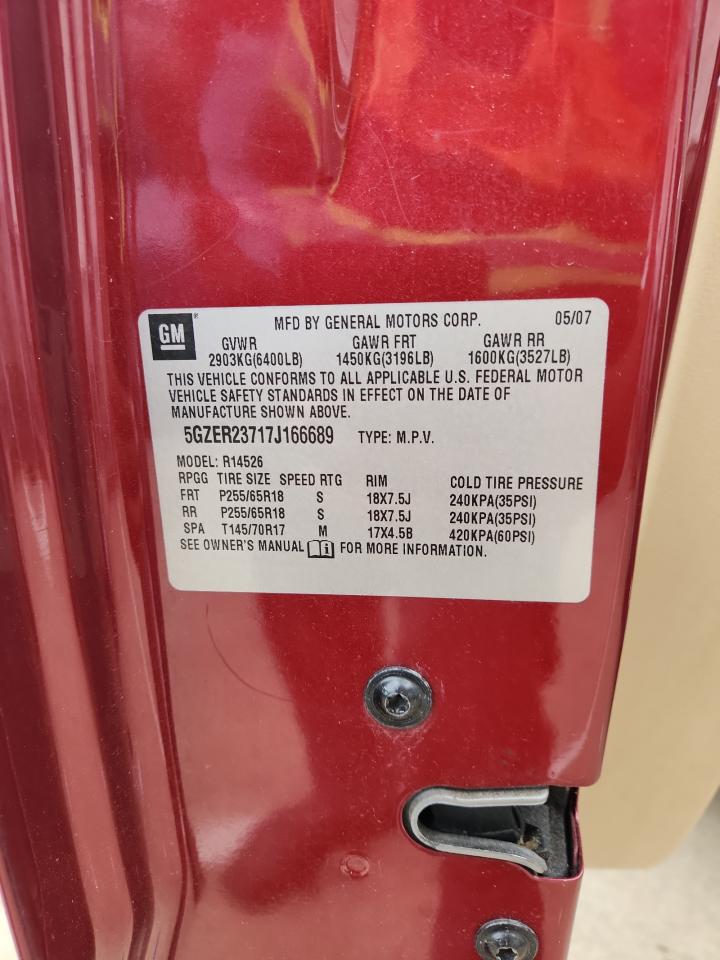 GM ® MFD BY GENERAL MOTORS CORP. 05/07
GVWR GAWR FRT GAWR RR
2903KG(6400LB) 1450KG(3196LB) 1600KG(3527LB)
THIS VEHICLE CONFORMS TO ALL APPLICABLE U.S. FEDERAL MOTOR
VEHICLE SAFETY STANDARDS IN EFFECT ON THE DATE OF
MANUFACTURE SHOWN ABOVE.
5GZER23717J166689 TYPE: M.P.V.
MODEL: R14526
RPGG TIRE SIZE SPEED RTG RIM COLD TIRE PRESSURE
FRT P255/65R18 S 18X7.5J 240KPA(35PSI)
RR P255/65R18 S 18X7.5J 240KPA(35PSI)
SPA T145/70R17 M 17X4.5B 420KPA(60PSI)
SEE OWNER'S MANUAL i FOR MORE INFORMATION.